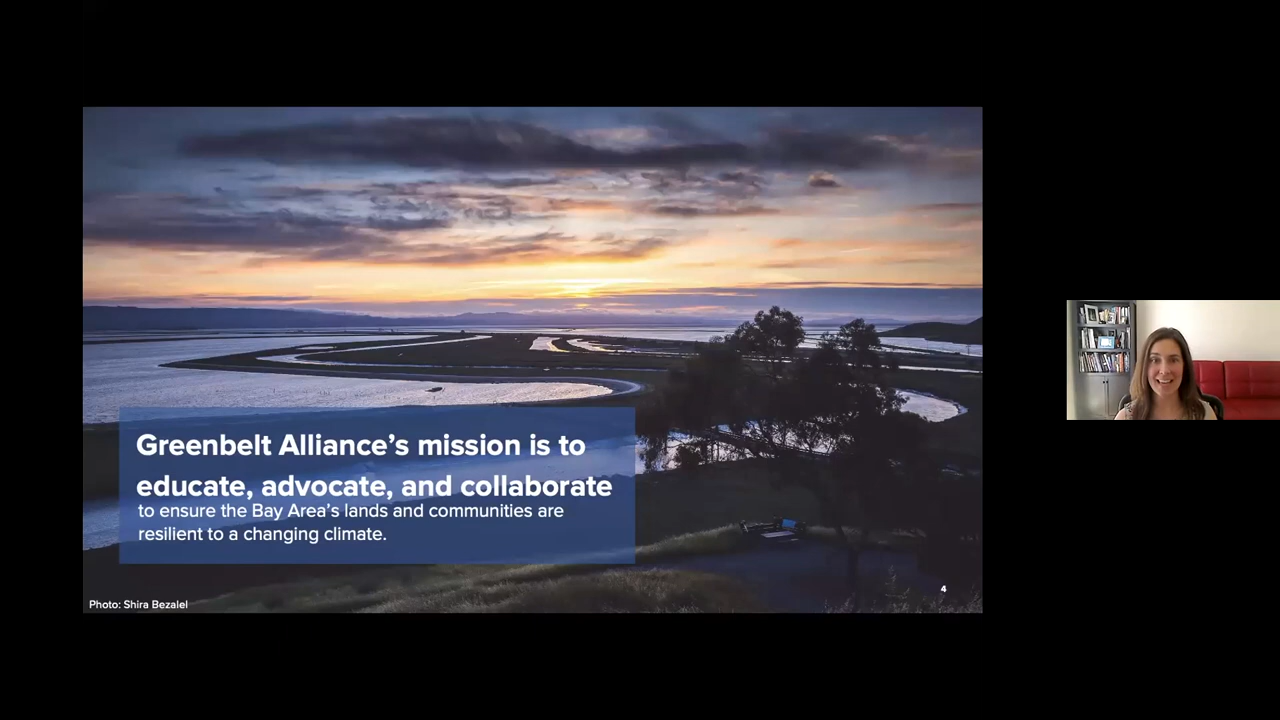 Greenbelt Alliance’s mission is to
educate, advocate, and collaborate
to ensure the Bay Area’s lands and communities are
resilient to a changing climate.
Photo: Shira Bezalel
4